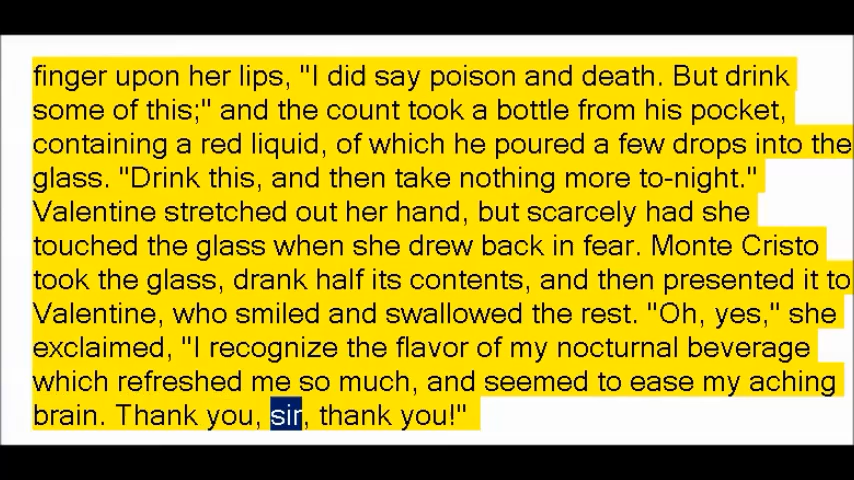 finger upon her lips, "I did say poison and death. But drink
some of this;" and the count took a bottle from his pocket,
containing a red liquid, of which he poured a few drops into the
glass. "Drink this, and then take nothing more to-night."
Valentine stretched out her hand, but scarcely had she
touched the glass when she drew back in fear. Monte Cristo
took the glass, drank half its contents, and then presented it to
Valentine, who smiled and swallowed the rest. "Oh, yes," she
exclaimed, "I recognize the flavor of my nocturnal beverage
which refreshed me so much, and seemed to ease my aching
brain. Thank you, sir, thank you!"